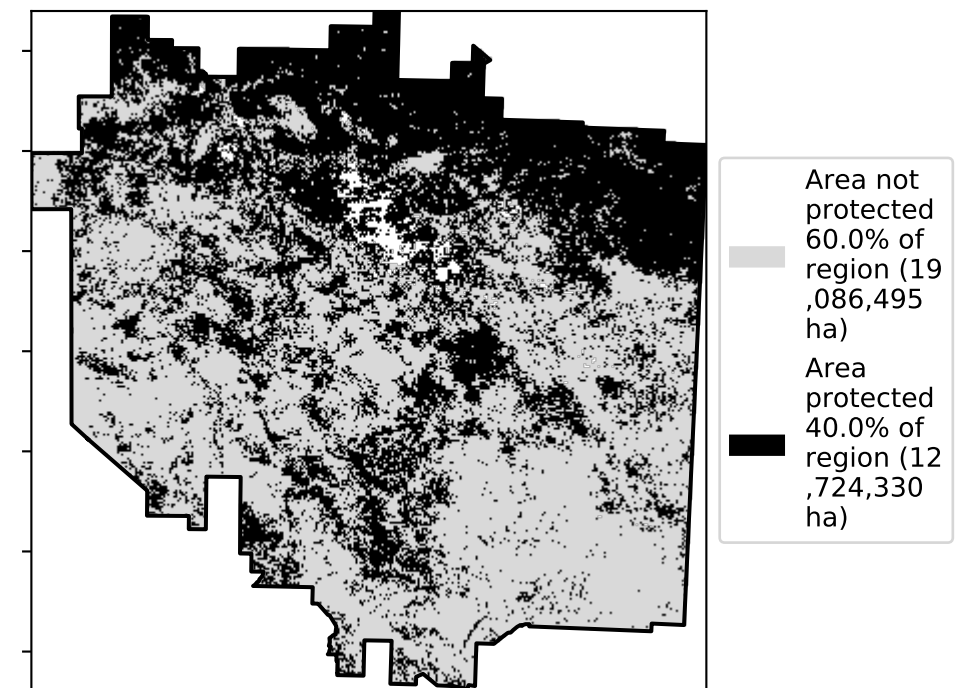 Area not
protected
60.0% of
region (19
,086,495
ha)
Area
protected
40.0% of
region (12
,724,330
ha)